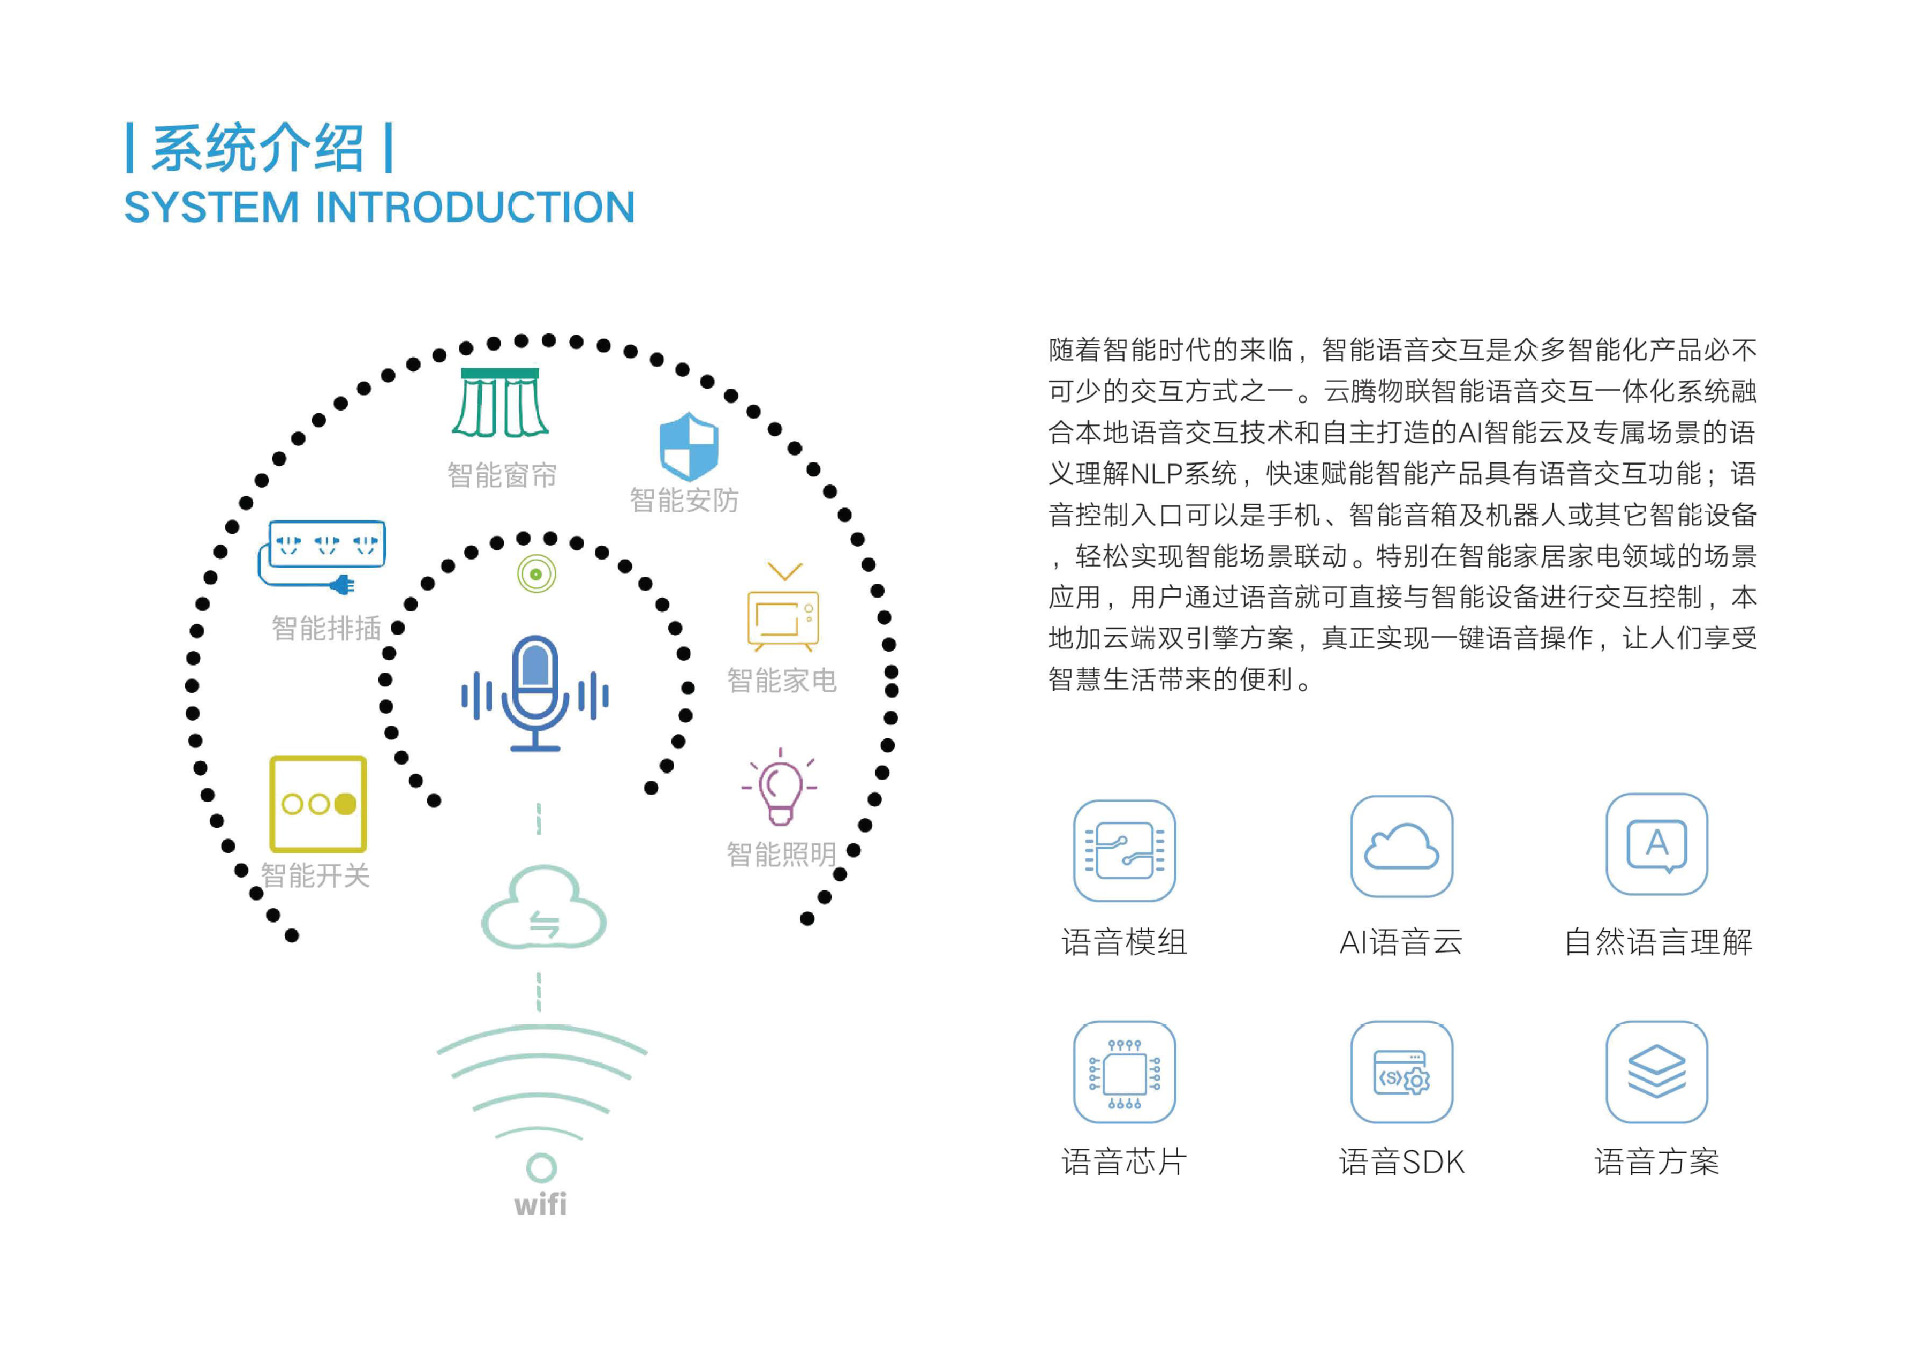 | 系统介绍 |
SYSTEM INTRODUCTION
智能窗帘
智能安防
智能排插
智能家电
智能照明
智能开关
wifi
随着智能时代的来临，智能语音交互是众多智能化产品必不
可少的交互方式之一。云腾物联智能语音交互一体化系统融
合本地语音交互技术和自主打造的AI智能云及专属场景的语
义理解NLP系统，快速赋能智能产品具有语音交互功能；语
音控制入口可以是手机、智能音箱及机器人或其它智能设备
，轻松实现智能场景联动。特别在智能家居家电领域的场景
应用，用户通过语音就可直接与智能设备进行交互控制，本
地加云端双引擎方案，真正实现一键语音操作，让人们享受
智慧生活带来的便利。
A
语音模组
AI语音云
自然语言理解
<S>
语音芯片
语音SDK
语音方案